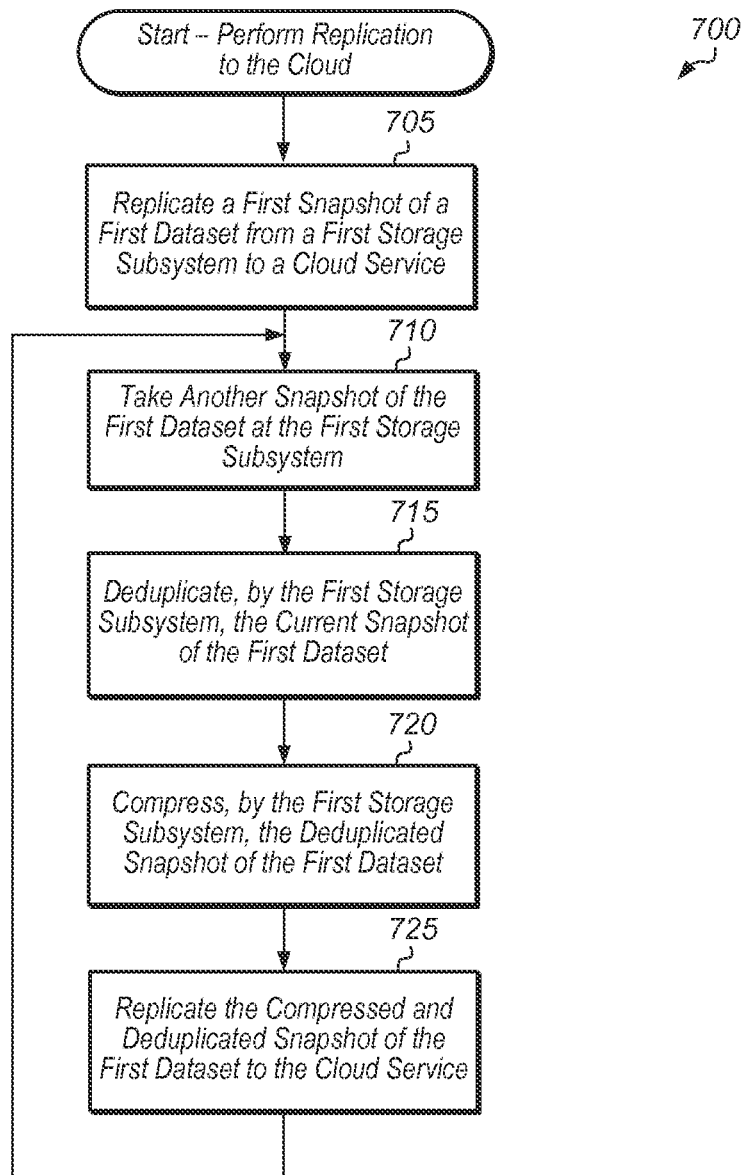 Start – Perform Replication
to the Cloud
700
705
Replicate a First Snapshot of a
First Dataset from a First Storage
Subsystem to a Cloud Service
710
Take Another Snapshot of the
First Dataset at the First Storage
Subsystem
715
Deduplicate, by the First Storage
Subsystem, the Current Snapshot
of the First Dataset
720
Compress, by the First Storage
Subsystem, the Deduplicated
Snapshot of the First Dataset
725
Replicate the Compressed and
Deduplicated Snapshot of the
First Dataset to the Cloud Service